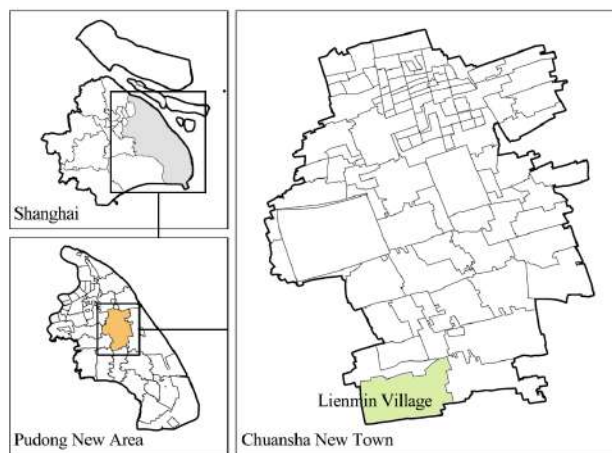 Shanghai
Pudong New Area
Lienmin Village
Chuansha New Town